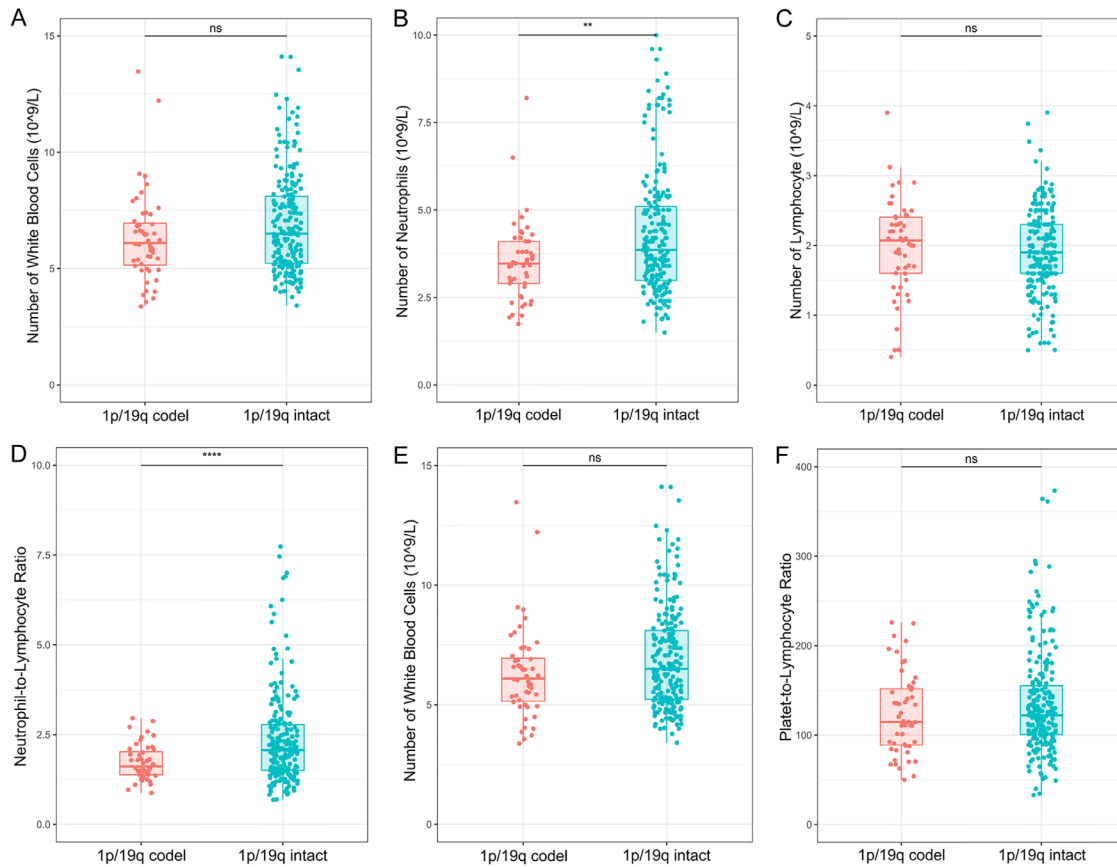 A
ns
Number of White Blood Cells (10^9/L)
15
10
5
0
1p/19q codel
1p/19q intact
B
**
Number of Neutrophils (10^9/L)
10.0
7.5
5.0
2.5
0.0
1p/19q codel
1p/19q intact
C
ns
Number of Lymphocyte (10^9/L)
5
4
3
2
1
0
1p/19q codel
1p/19q intact
D
****
Neutrophil-to-Lymphocyte Ratio
10.0
7.5
5.0
2.5
0.0
1p/19q codel
1p/19q intact
E
ns
Number of White Blood Cells (10^9/L)
15
10
5
0
1p/19q codel
1p/19q intact
F
ns
Platet-to-Lymphocyte Ratio
400
300
200
100
0
1p/19q codel
1p/19q intact